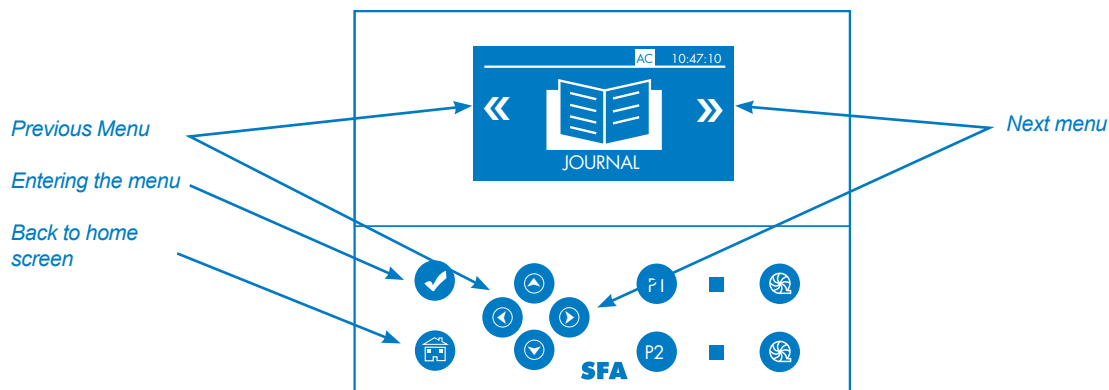 AC 10:47:10
Previous Menu
Next menu
JOURNAL
Entering the menu
Back to home
screen
P1
P2
SFA